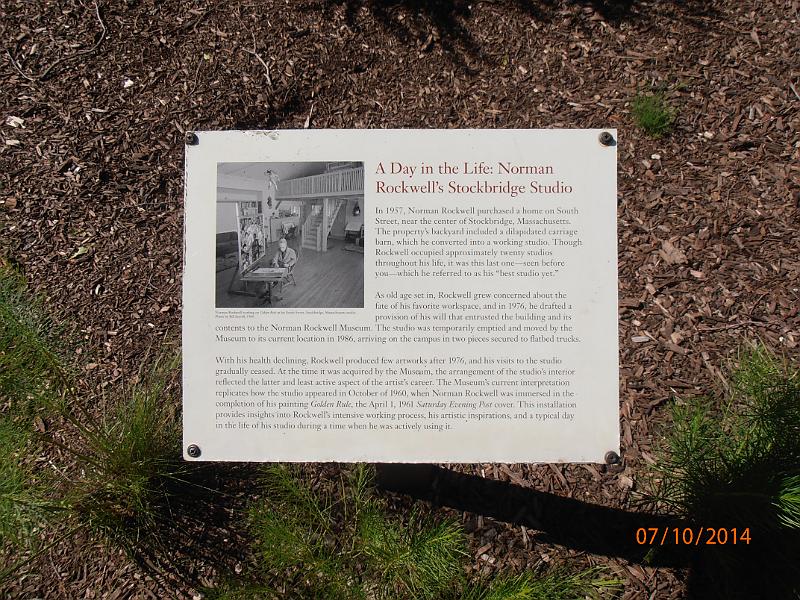 A Day in the Life: Norman
Rockwell's Stockbridge Studio
In 1957, Norman Rockwell purchased a home on South
Street, near the center of Stockbridge, Massachusetts.
The property's backyard included a dilapidated carriage
barn, which he converted into a working studio. Though
Rockwell occupied approximately twenty studios
throughout his life, it was this last one—seen before
you—which he referred to as his "best studio yet."
As old age set in, Rockwell grew concerned about the
fate of his favorite workspace, and in 1976, he drafted a
provision of his will that entrusted the building and its
contents to the Norman Rockwell Museum. The studio was temporarily emptied and moved by the
Museum to its current location in 1986, arriving on the campus in two pieces secured to flatbed trucks.
With his health declining, Rockwell produced few artworks after 1976, and his visits to the studio
gradually ceased. At the time it was acquired by the Museum, the arrangement of the studio's interior
reflected the latter and least active aspect of the artist's career. The Museum's current interpretation
replicates how the studio appeared in October of 1960, when Norman Rockwell was immersed in the
completion of his painting Golden Rule, the April 1, 1961 Saturday Evening Post cover. This installation
provides insights into Rockwell's intensive working process, his artistic inspirations, and a typical day
in the life of his studio during a time when he was actively using it.
07/10/2014